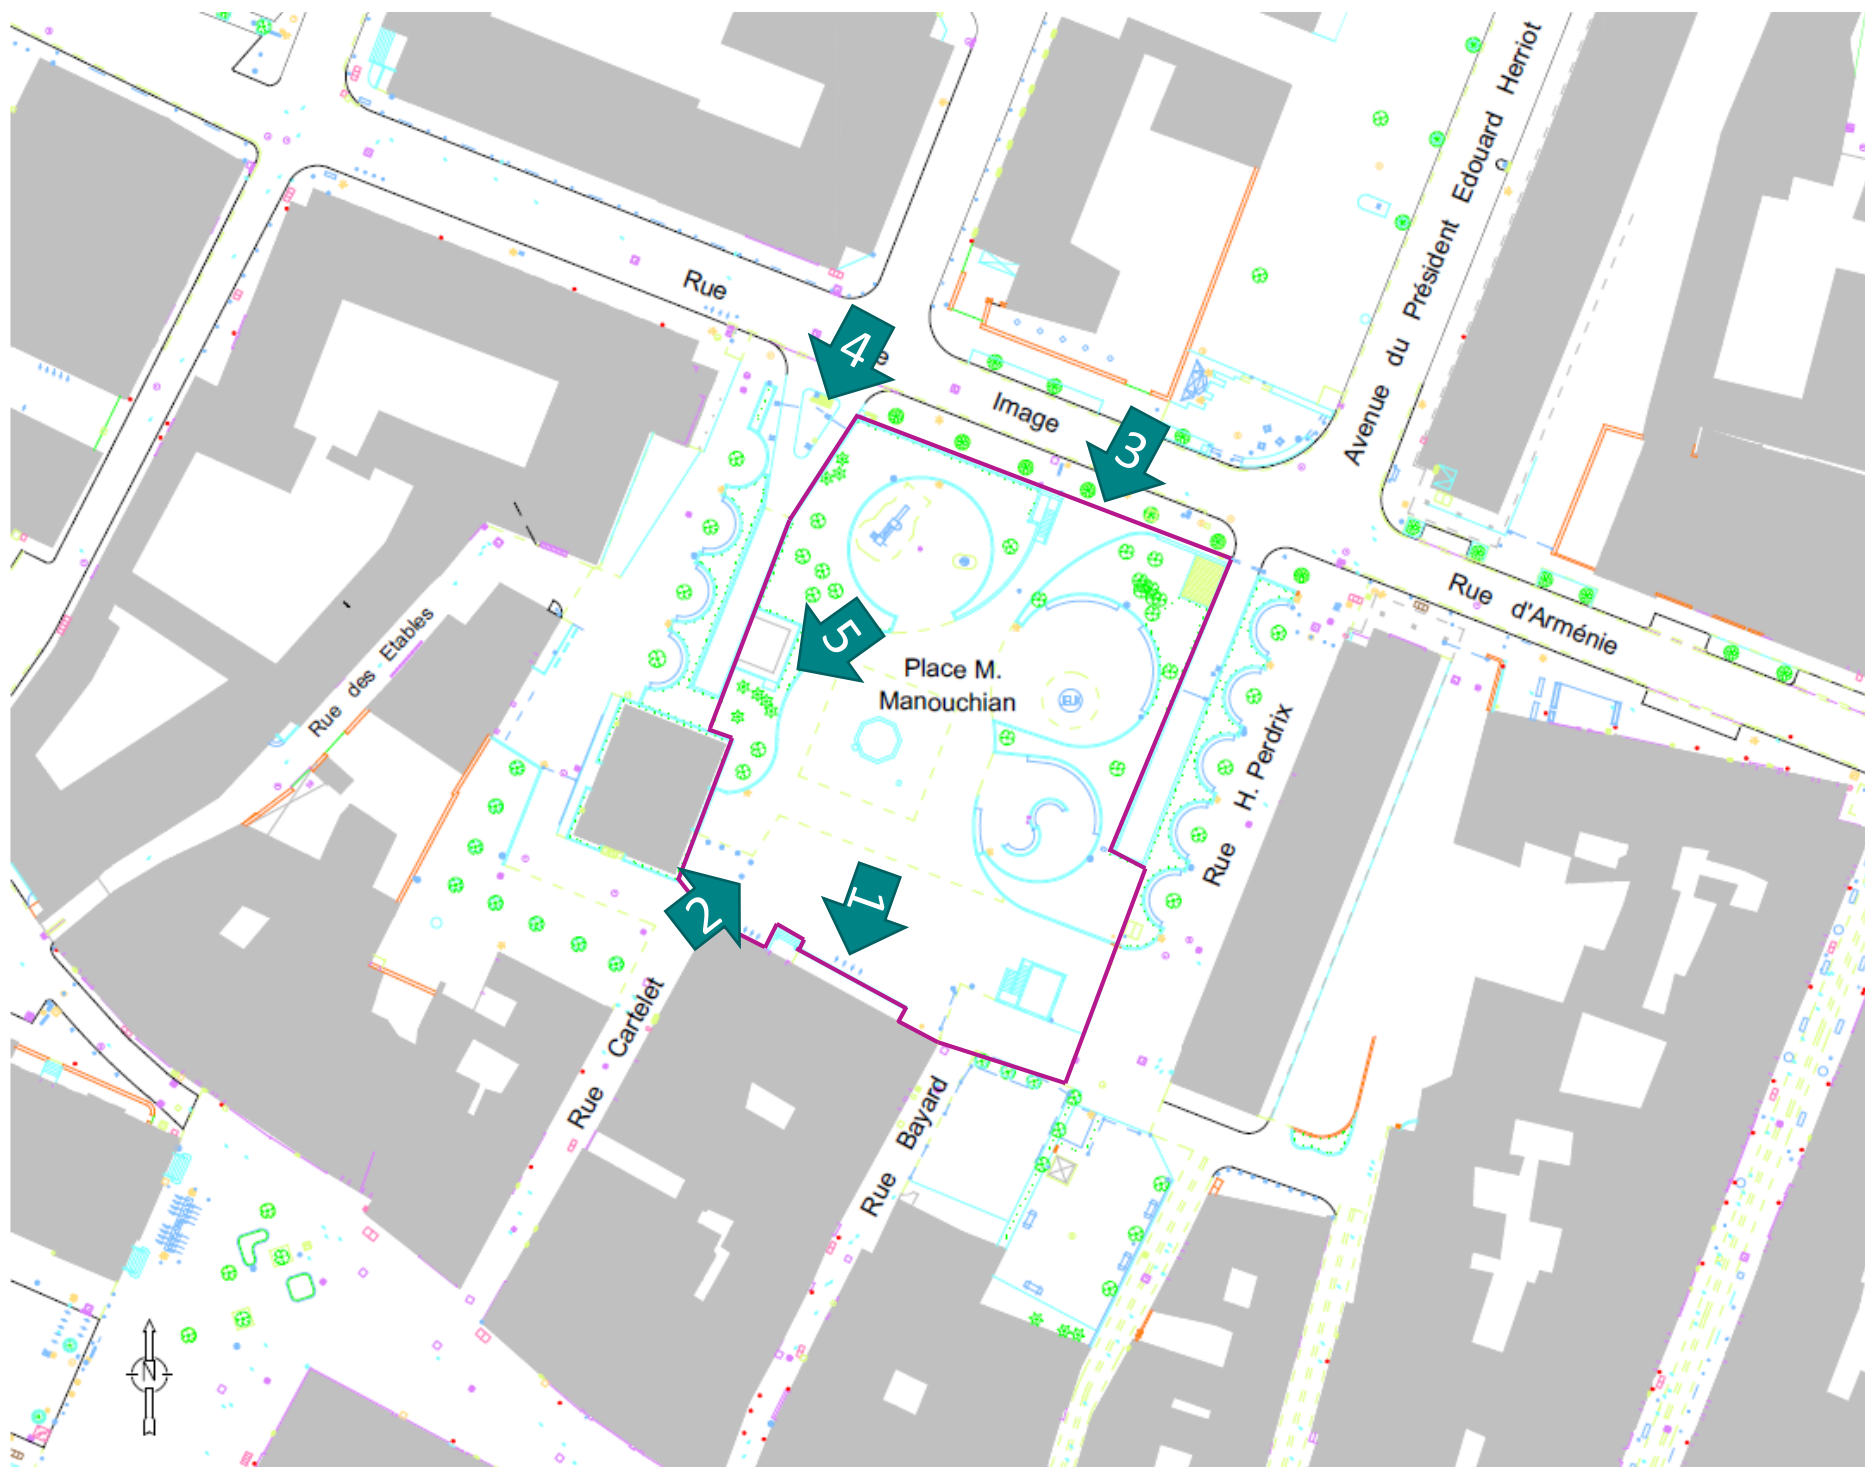 Rue
Image
Avenue du Président Edouard Herriot
4
3
Rue d'Arménie
Rue des Etables
5
Place M.
Manouchian
JEUX
Rue H. Perdrix
1
2
Rue Cartelet
Rue Bayard
N